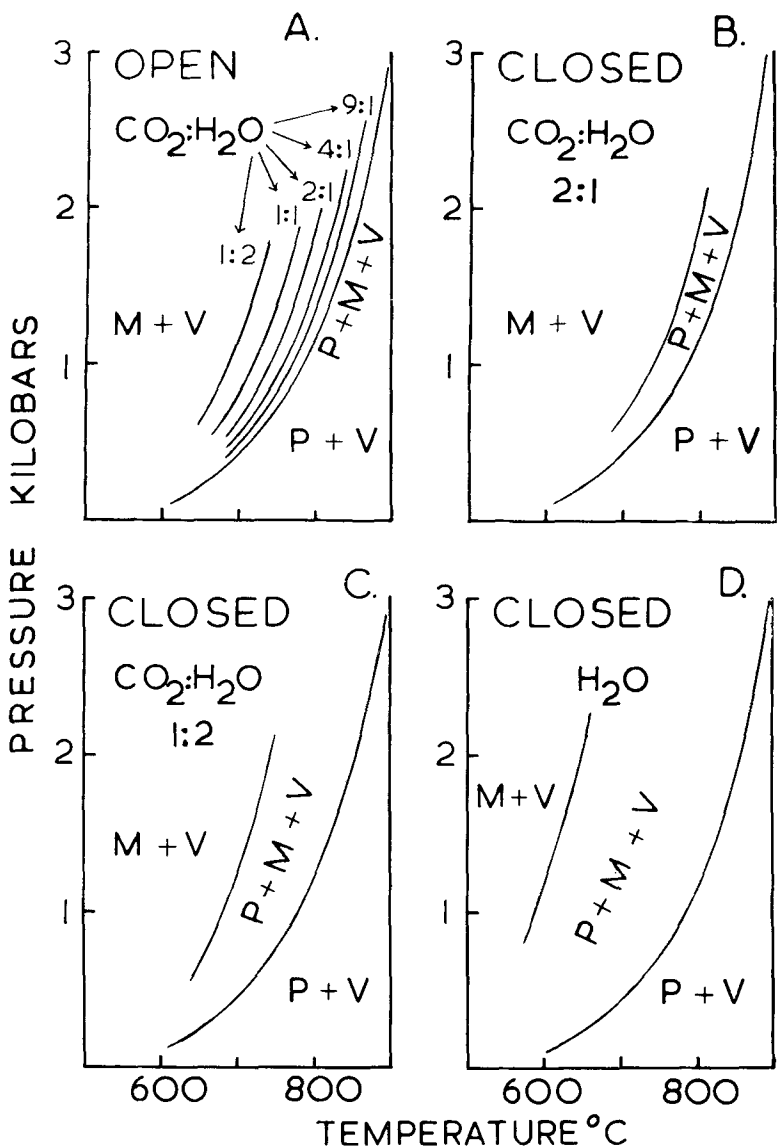 A.
3
OPEN
CO₂:H₂O
9:1
4:1
2:1
1:1
1:2
2
M + V
P+M+V
1
P + V
B.
3
CLOSED
CO₂:H₂O
2:1
2
M + V
P+M+V
1
P + V
C.
3
CLOSED
CO₂:H₂O
1:2
2
M + V
P+M+V
1
P + V
600
800
D.
3
CLOSED
H₂O
2
M+V
P+M+V
1
P + V
600
800
PRESSURE KILOBARS
TEMPERATURE °C